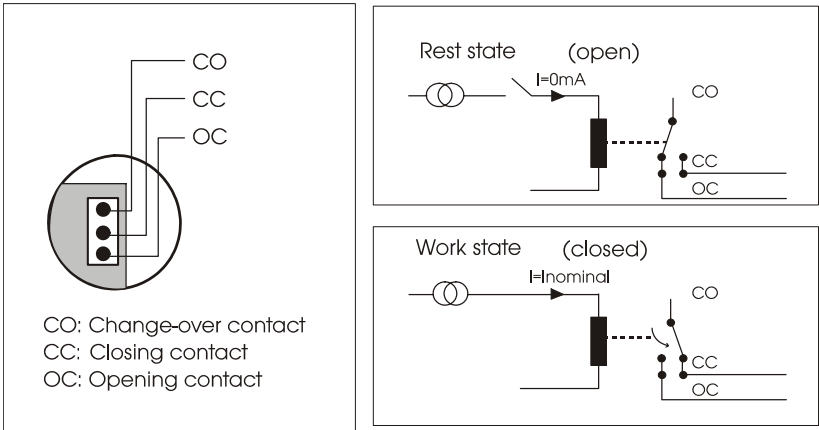 CO
CC
OC
CO: Change-over contact
CC: Closing contact
OC: Opening contact
Rest state (open)
I=0mA
CO
CC
OC
Work state (closed)
I=Inominal
CO
CC
OC